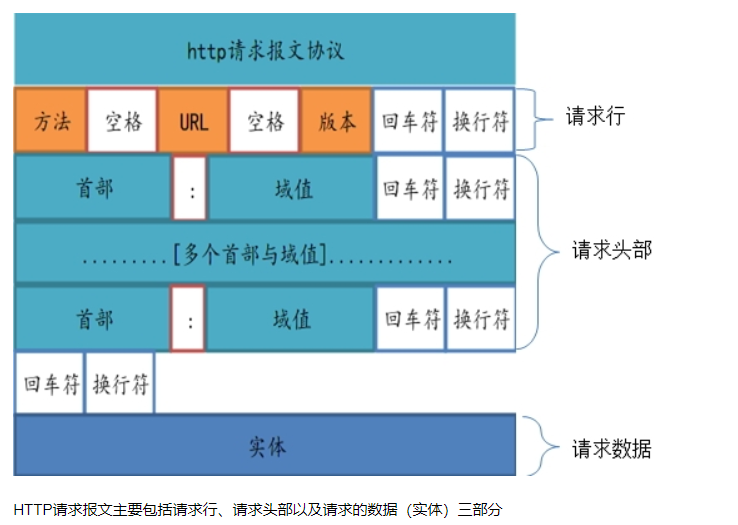 http请求报文协议
方法 空格 URL 空格 版本 回车符 换行符 请求行
首部 : 域值 回车符 换行符
.........[多个首部与域值]............. 请求头部
首部 : 域值 回车符 换行符
回车符 换行符
实体 请求数据
HTTP请求报文主要包括请求行、请求头部以及请求的数据（实体）三部分